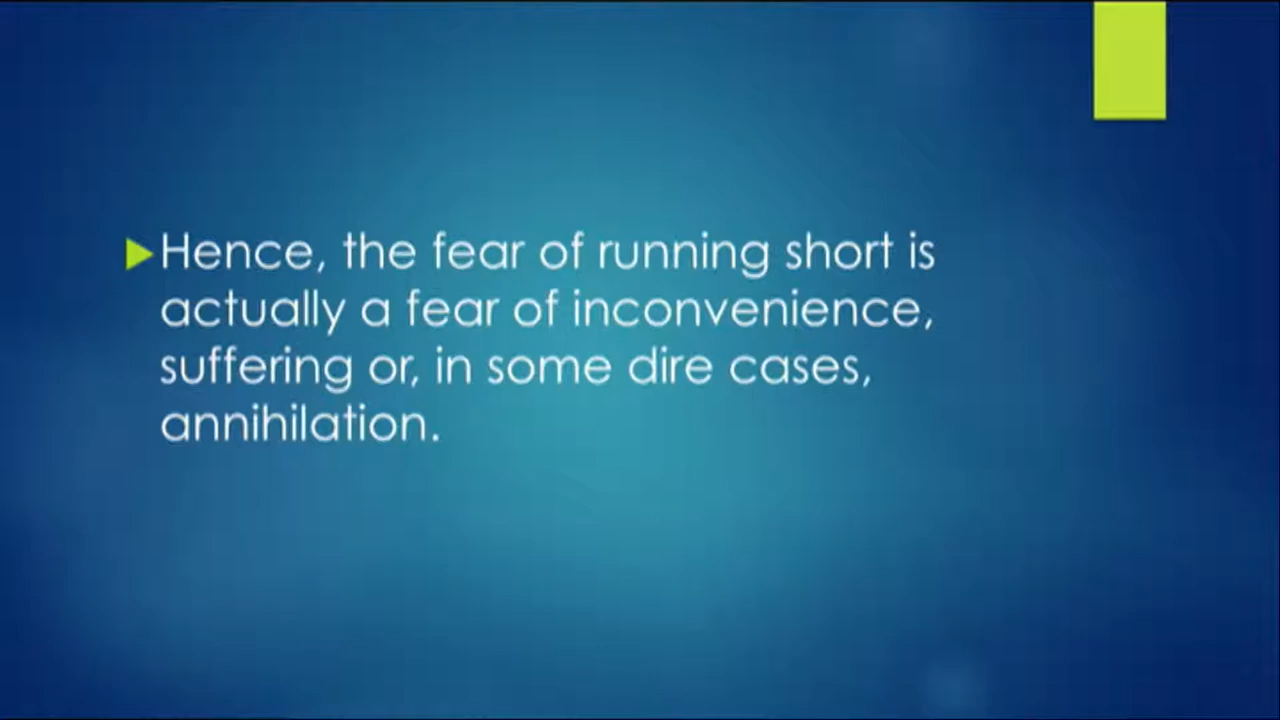 Hence, the fear of running short is
actually a fear of inconvenience,
suffering or, in some dire cases,
annihilation.